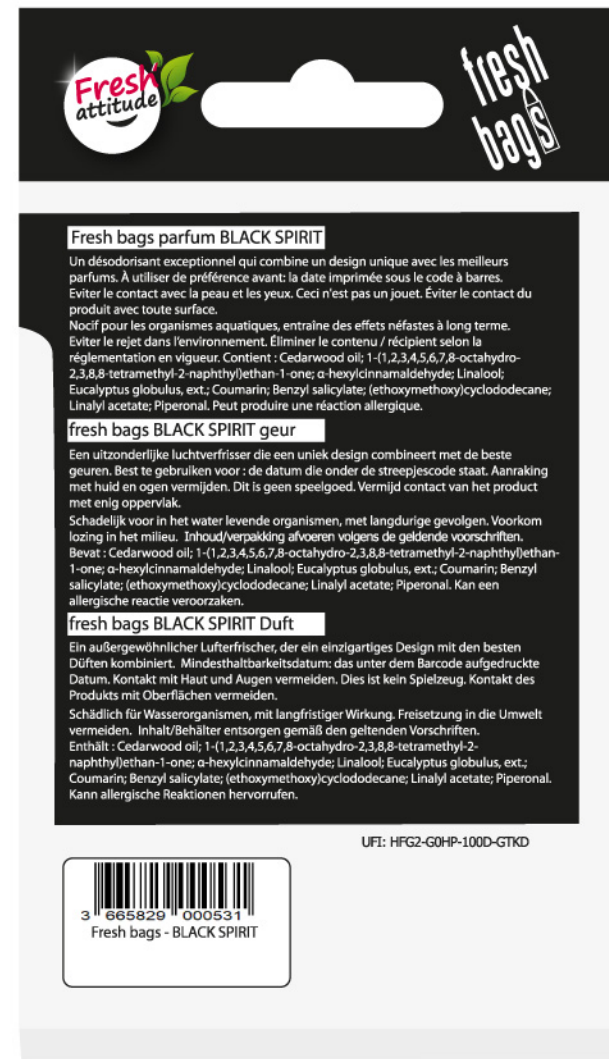 Fresh
attitude
fresh
bags
Fresh bags parfum BLACK SPIRIT
Un désodorisant exceptionnel qui combine un design unique avec les meilleurs
parfums. À utiliser de préférence avant: la date imprimée sous le code à barres.
Eviter le contact avec la peau et les yeux. Ceci n'est pas un jouet. Éviter le contact du
produit avec toute surface.
Nocif pour les organismes aquatiques, entraîne des effets néfastes à long terme.
Eviter le rejet dans l'environnement. Éliminer le contenu / récipient selon la
réglementation en vigueur. Contient : Cedarwood oil; 1-(1,2,3,4,5,6,7,8-octahydro-
2,3,8,8-tetramethyl-2-naphthyl)ethan-1-one; α-hexylcinnamaldehyde; Linalool;
Eucalyptus globulus, ext.; Coumarin; Benzyl salicylate; (ethoxymethoxy)cyclododecane;
Linalyl acetate; Piperonal. Peut produire une réaction allergique.
fresh bags BLACK SPIRIT geur
Een uitzonderlijke luchtverfrisser die een uniek design combineert met de beste
geuren. Best te gebruiken voor : de datum die onder de streepjescode staat. Aanraking
met huid en ogen vermijden. Dit is geen speelgoed. Vermijd contact van het product
met enig oppervlak.
Schadelijk voor in het water levende organismen, met langdurige gevolgen. Voorkom
lozing in het milieu. Inhoud/verpakking afvoeren volgens de geldende voorschriften.
Bevat : Cedarwood oil; 1-(1,2,3,4,5,6,7,8-octahydro-2,3,8,8-tetramethyl-2-naphthyl)ethan-
1-one; α-hexylcinnamaldehyde; Linalool; Eucalyptus globulus, ext.; Coumarin; Benzyl
salicylate; (ethoxymethoxy)cyclododecane; Linalyl acetate; Piperonal. Kan een
allergische reactie veroorzaken.
fresh bags BLACK SPIRIT Duft
Ein außergewöhnlicher Lufterfrischer, der ein einzigartiges Design mit den besten
Düften kombiniert. Mindesthaltbarkeitsdatum: das unter dem Barcode aufgedruckte
Datum. Kontakt mit Haut und Augen vermeiden. Dies ist kein Spielzeug. Kontakt des
Produkts mit Oberflächen vermeiden.
Schädlich für Wasserorganismen, mit langfristiger Wirkung. Freisetzung in die Umwelt
vermeiden. Inhalt/Behälter entsorgen gemäß den geltenden Vorschriften.
Enthält : Cedarwood oil; 1-(1,2,3,4,5,6,7,8-octahydro-2,3,8,8-tetramethyl-2-
naphthyl)ethan-1-one; α-hexylcinnamaldehyde; Linalool; Eucalyptus globulus, ext.;
Coumarin; Benzyl salicylate; (ethoxymethoxy)cyclododecane; Linalyl acetate; Piperonal.
Kann allergische Reaktionen hervorrufen.
UFI: HFG2-G0HP-100D-GTKD
3 665829 000531
Fresh bags - BLACK SPIRIT